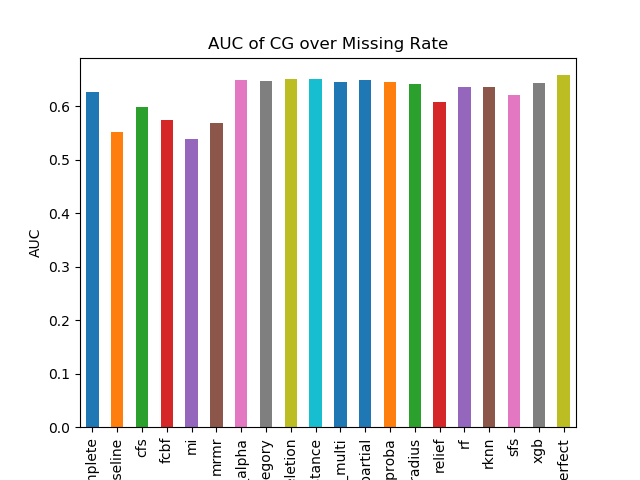 AUC of CG over Missing Rate
AUC
0.6
0.5
0.4
0.3
0.2
0.1
0.0
nplete
seline
cfs
fcbf
mi
mrmr
alpha
egory
letion
tance
_multi
partial
proba
radius
relief
rf
rknn
sfs
xgb
erfect